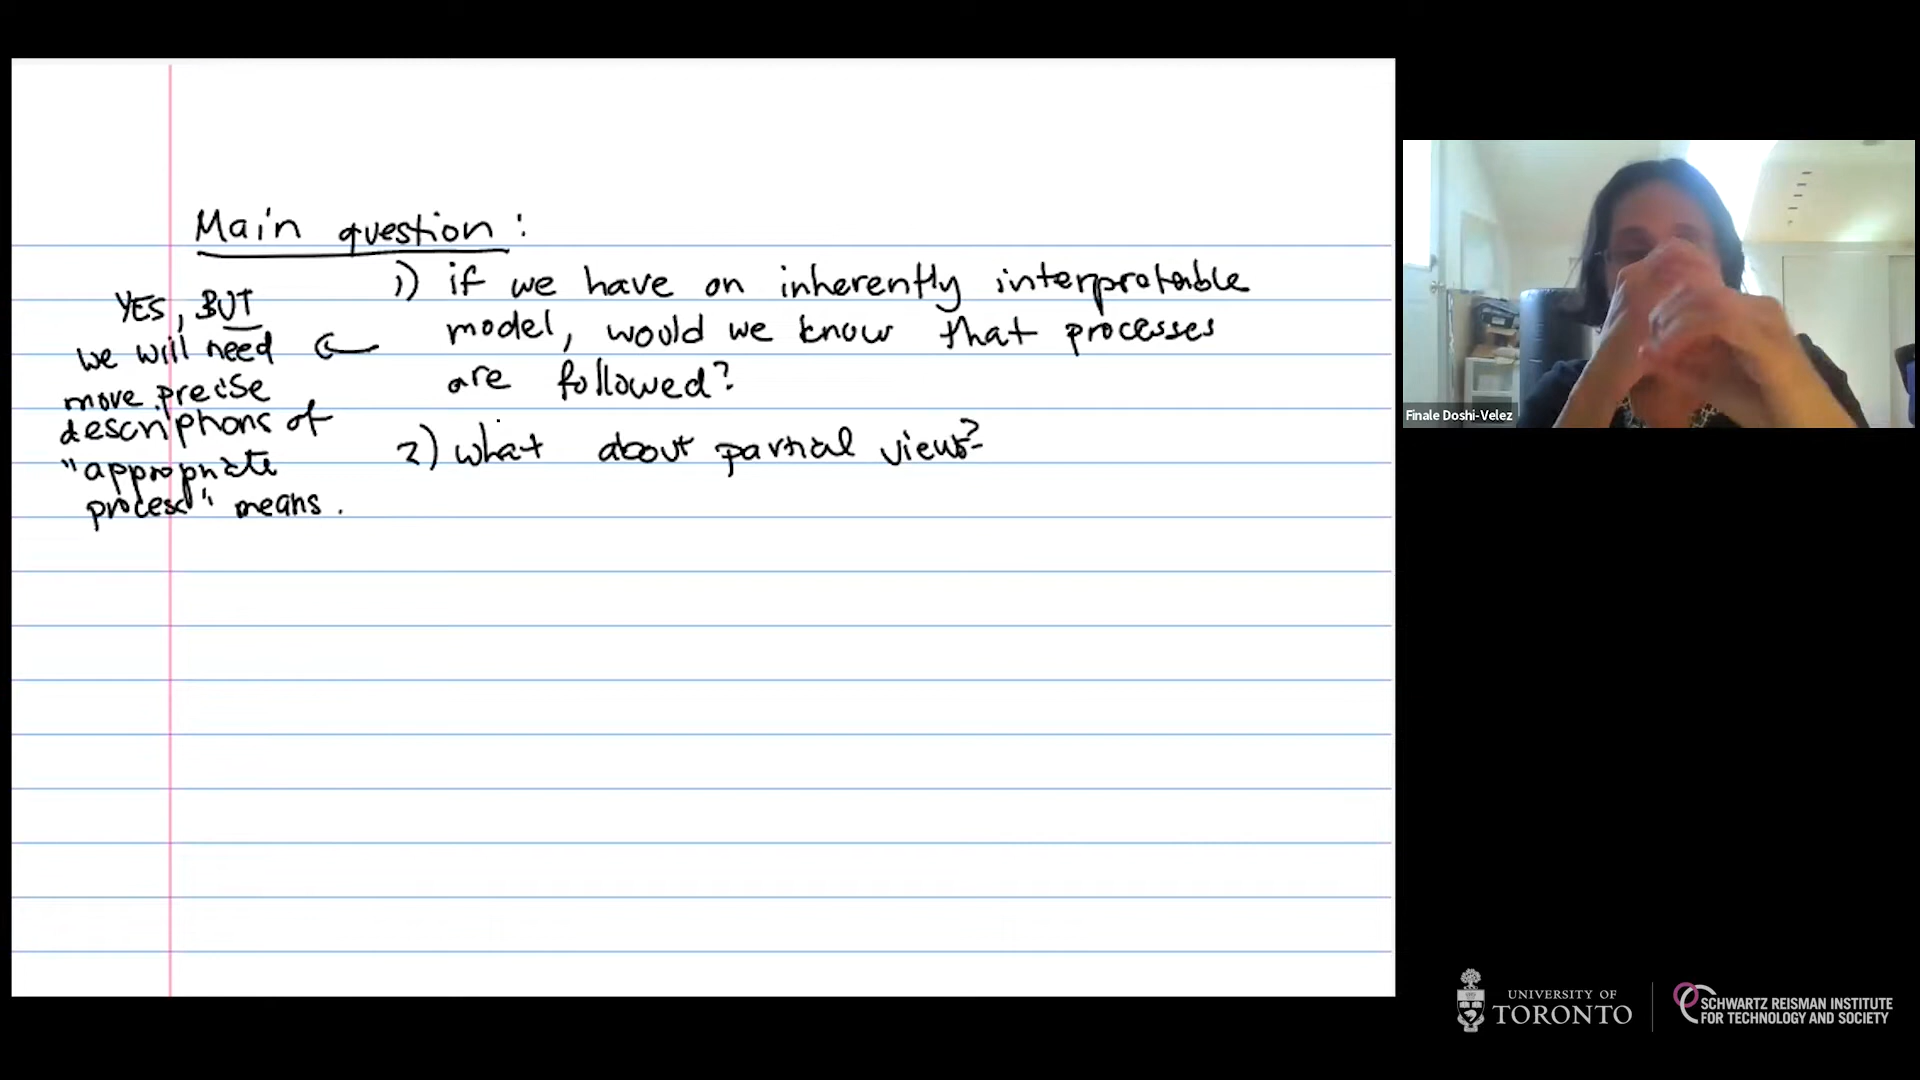 Main question:
1) if we have an inherently interpretable
model, would we know that processes
are followed?
YES, BUT
we will need
more precise
descriptions of
"appropriate
process" means.
2) what about partial views?
Finale Doshi-Velez
UNIVERSITY OF
TORONTO
SCHWARTZ REISMAN INSTITUTE
FOR TECHNOLOGY AND SOCIETY